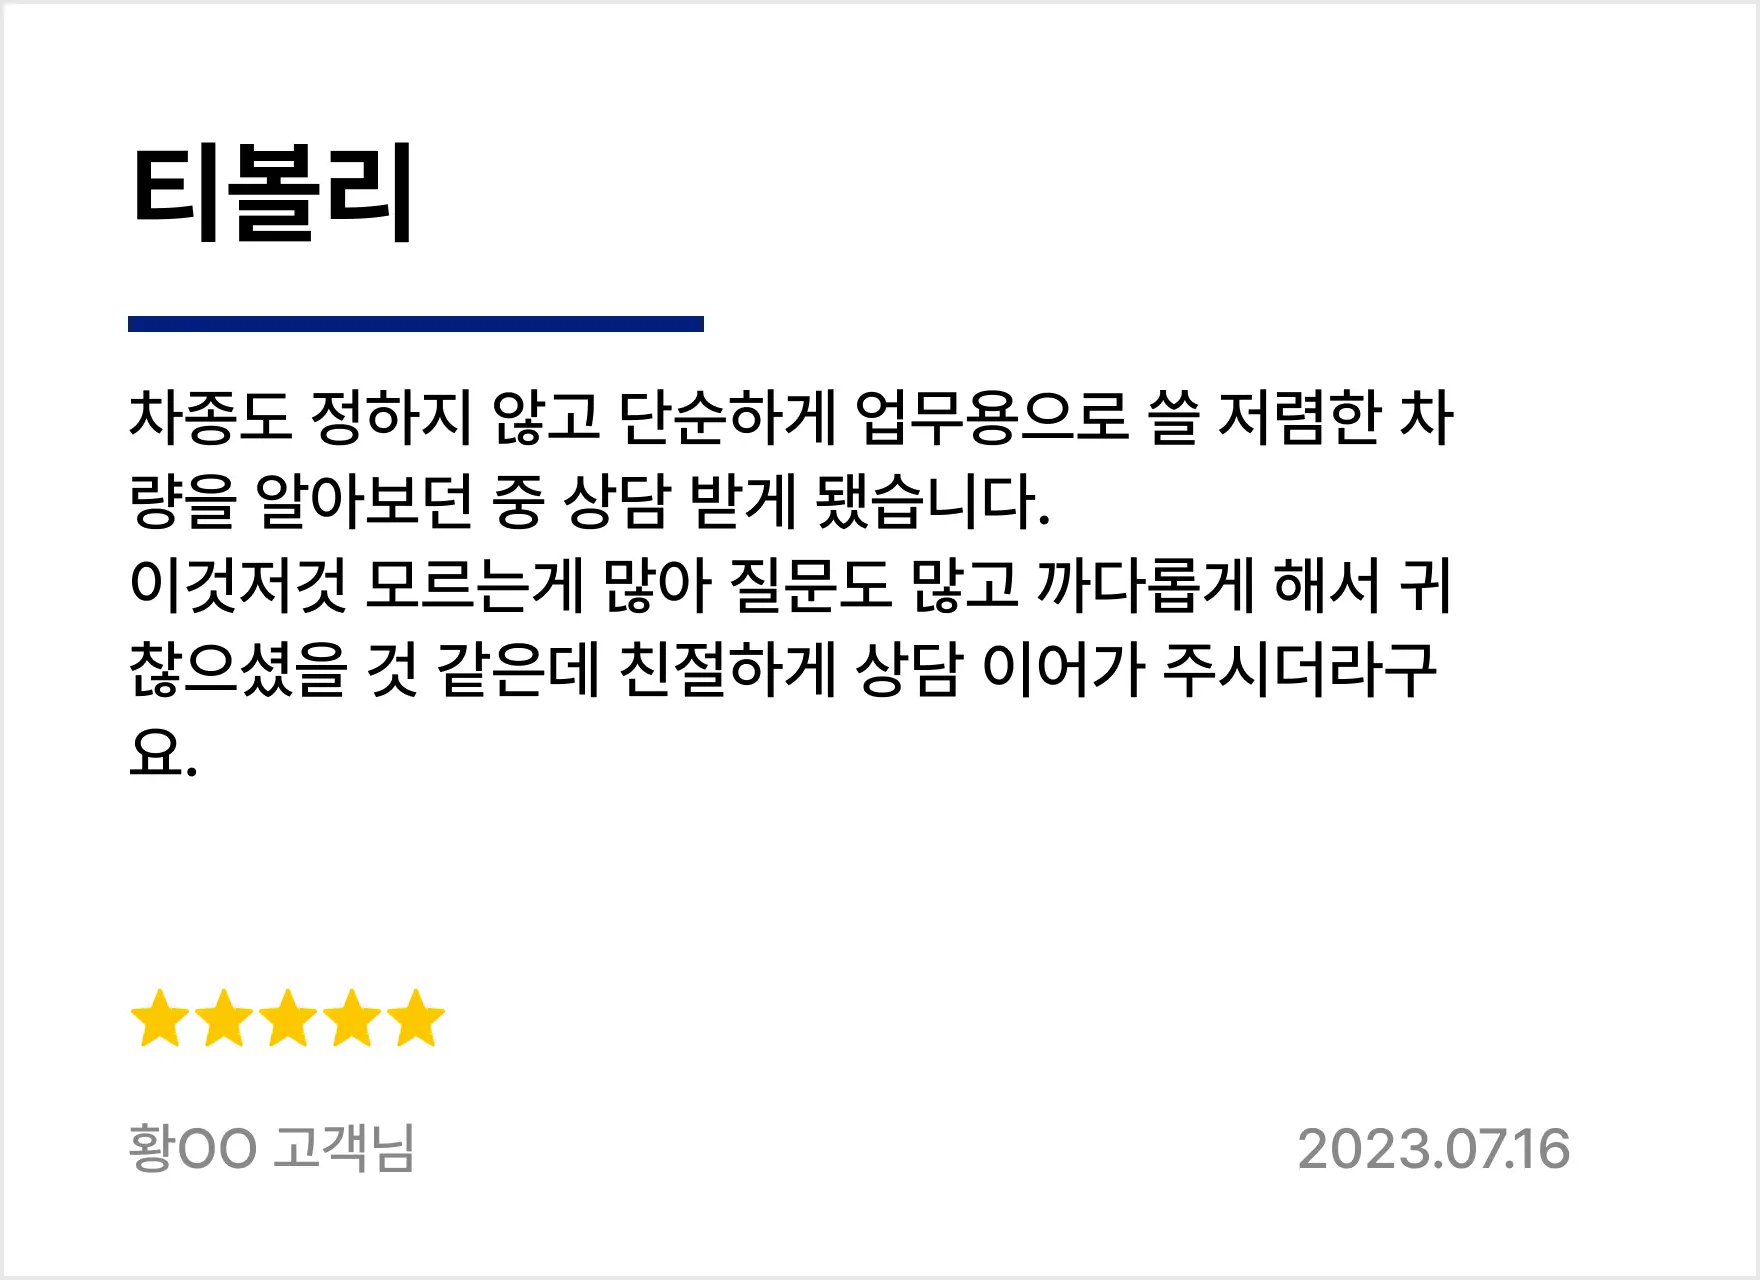 티볼리
차종도 정하지 않고 단순하게 업무용으로 쓸 저렴한 차
량을 알아보던 중 상담 받게 됐습니다.
이것저것 모르는게 많아 질문도 많고 까다롭게 해서 귀
찮으셨을 것 같은데 친절하게 상담 이어가 주시더라구
요.
황OO 고객님
2023.07.16